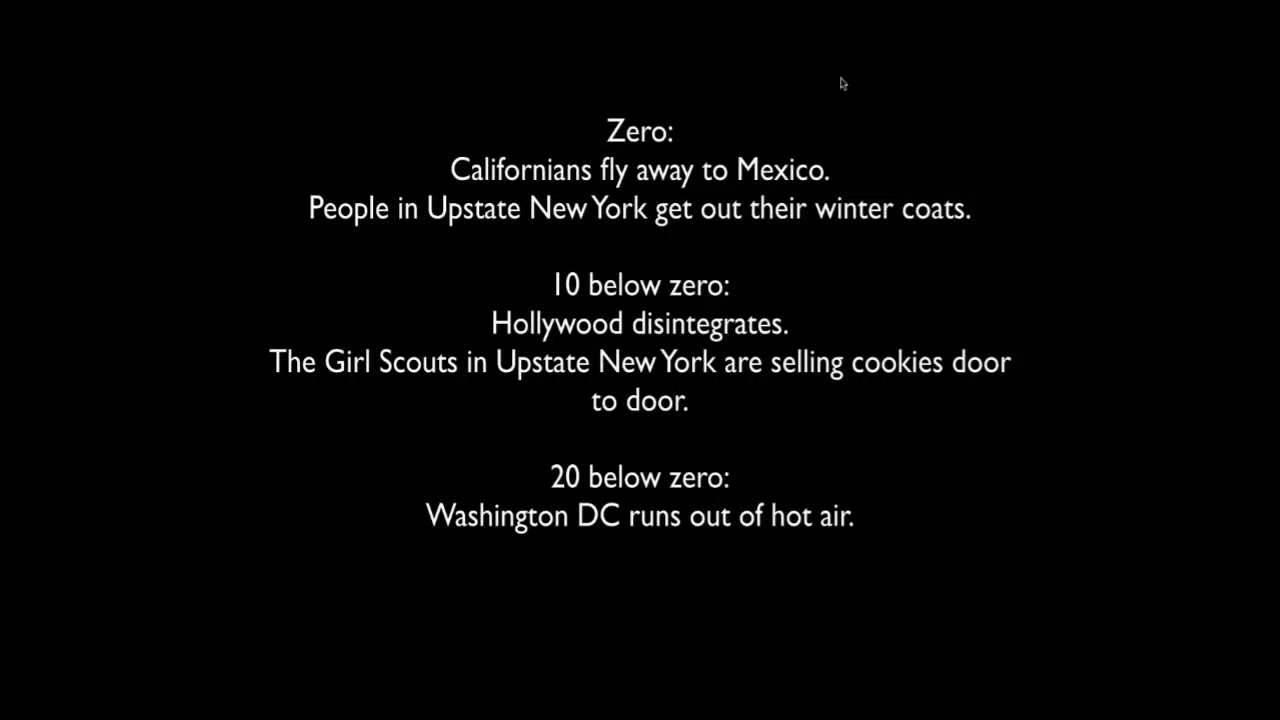 Zero:
Californians fly away to Mexico.
People in Upstate New York get out their winter coats.
10 below zero:
Hollywood disintegrates.
The Girl Scouts in Upstate New York are selling cookies door
to door.
20 below zero:
Washington DC runs out of hot air.